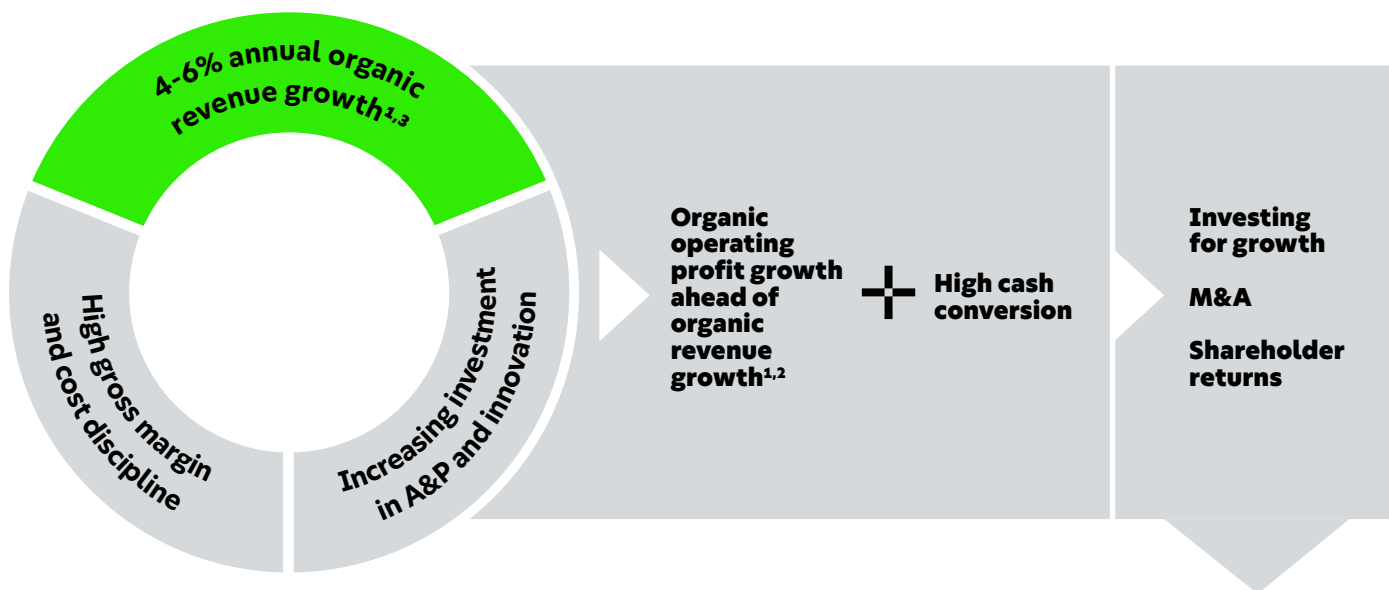 4-6% annual organic
revenue growth¹,³
High gross margin
and cost discipline
Increasing investment
in A&P and innovation
Organic
operating
profit growth
ahead of
organic
revenue
growth¹,²
High cash
conversion
Investing
for growth
M&A
Shareholder
returns